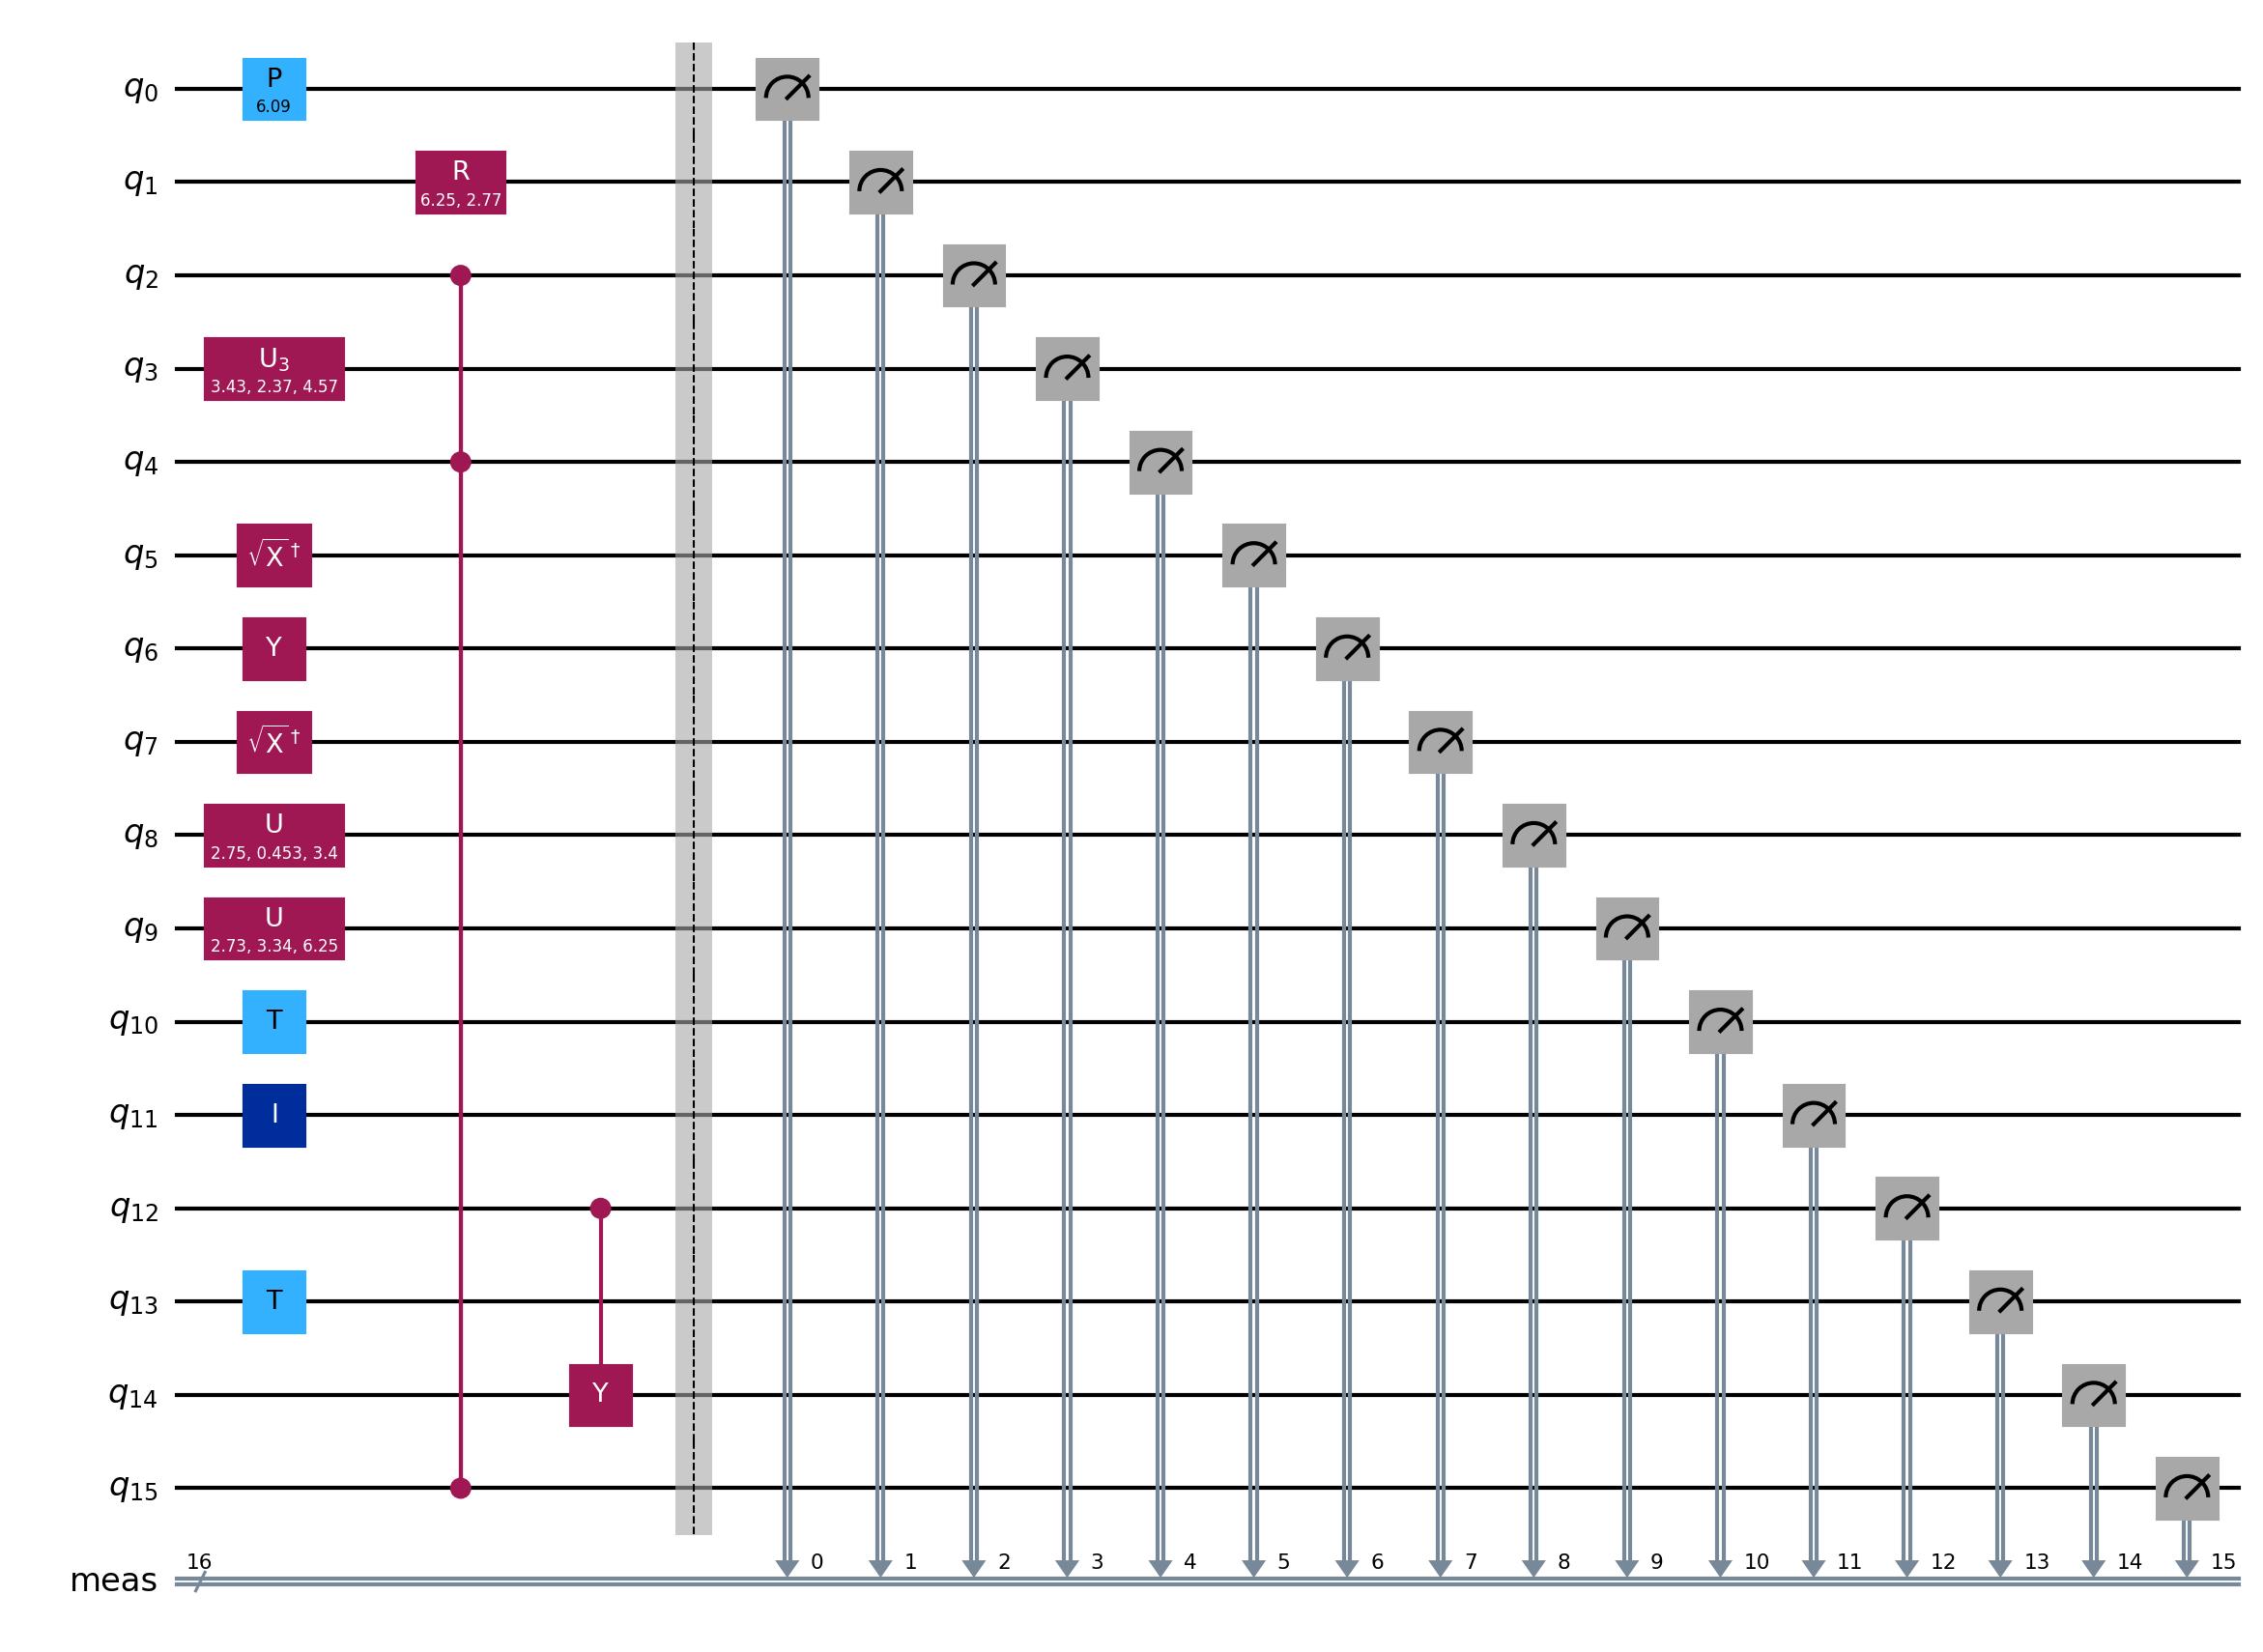 q0 P 6.09
q1 R 6.25, 2.77
q2
q3 U3 3.43, 2.37, 4.57
q4
q5 √X †
q6 Y
q7 √X †
q8 U 2.75, 0.453, 3.4
q9 U 2.73, 3.34, 6.25
q10 T
q11 I
q12
q13 T
q14 Y
q15
meas 16 0 1 2 3 4 5 6 7 8 9 10 11 12 13 14 15